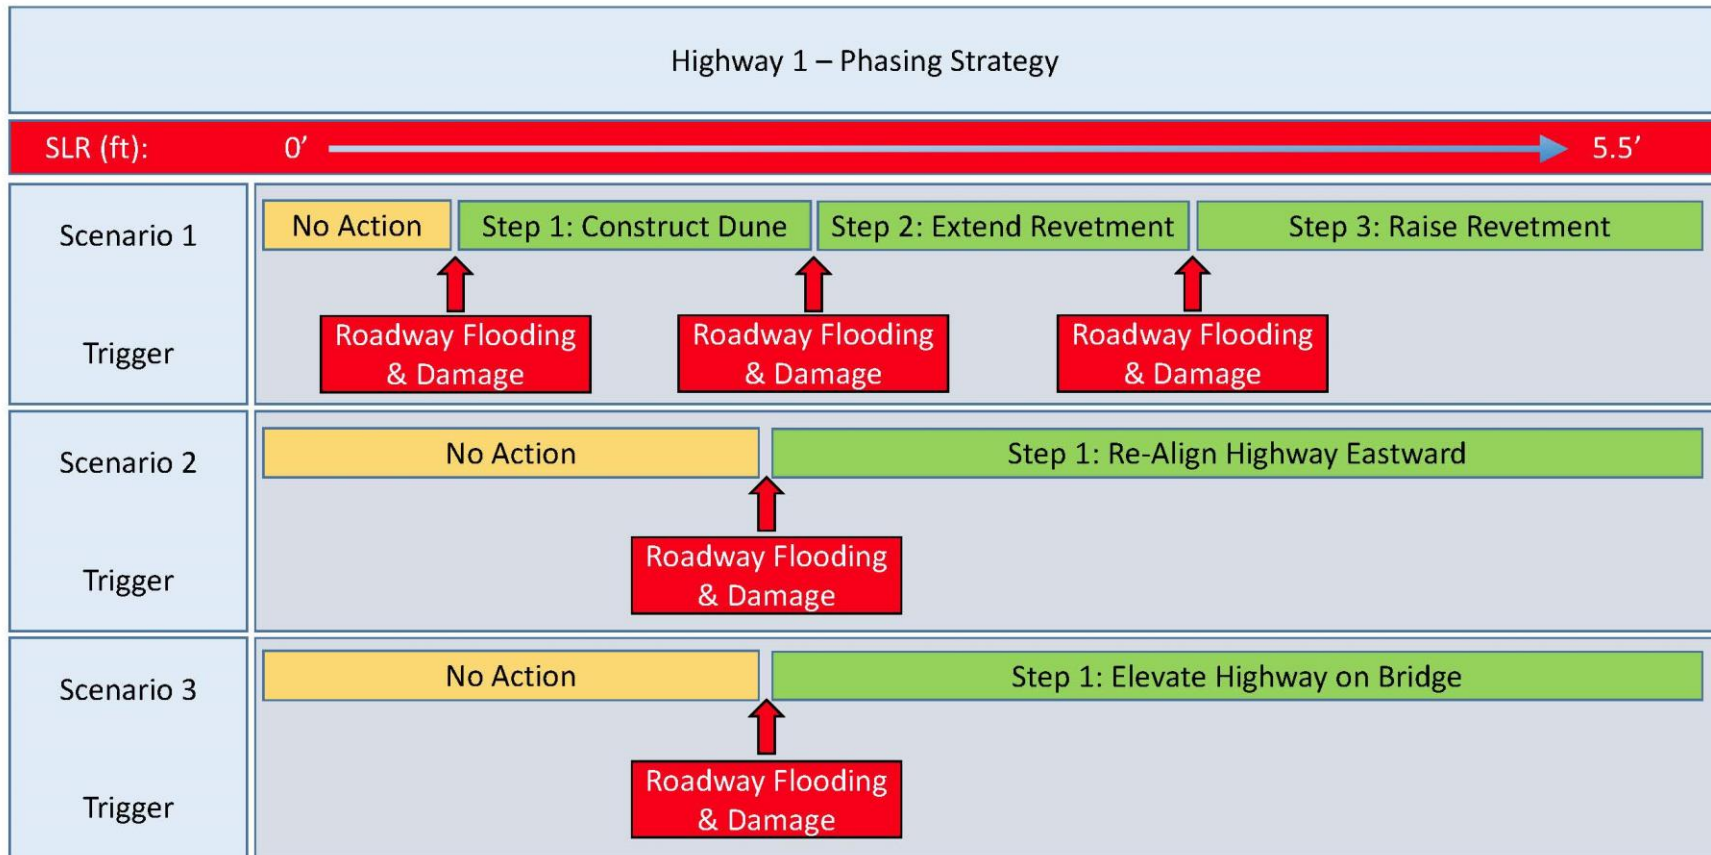 Highway 1 – Phasing Strategy
SLR (ft): 0’ 5.5’
Scenario 1
No Action
Step 1: Construct Dune
Step 2: Extend Revetment
Step 3: Raise Revetment
Trigger
Roadway Flooding
& Damage
Roadway Flooding
& Damage
Roadway Flooding
& Damage
Scenario 2
No Action
Step 1: Re-Align Highway Eastward
Trigger
Roadway Flooding
& Damage
Scenario 3
No Action
Step 1: Elevate Highway on Bridge
Trigger
Roadway Flooding
& Damage